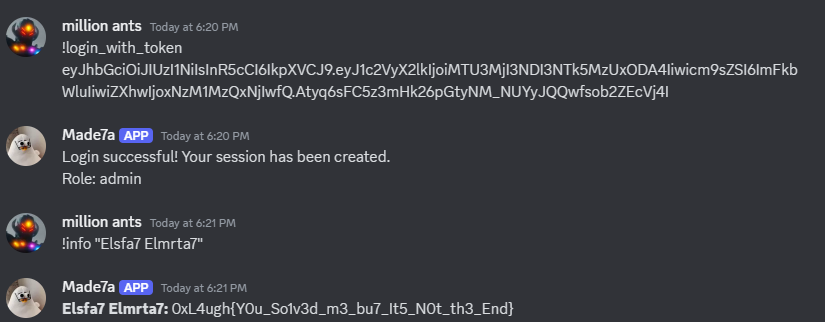 million ants Today at 6:20 PM
!login_with_token
eyJhbGciOiJIUzI1NiIsInR5cCI6IkpXVCJ9.eyJ1c2VyX2lkIjoiMTU3MjI3NDI3NTk5MzUxODA4Iiwicm9sZSI6ImFkb
WluIiwiZXhwIjoxNzM1MzQxNjIwfQ.Atyq6sFC5z3mHk26pGtyNM_NUYyJQQwfsob2ZEcVj4I
Made7a APP Today at 6:20 PM
Login successful! Your session has been created.
Role: admin
million ants Today at 6:21 PM
!info "Elsfa7 Elmrta7"
Made7a APP Today at 6:21 PM
Elsfa7 Elmrta7: 0xL4ugh{Y0u_So1v3d_m3_bu7_It5_N0t_th3_End}